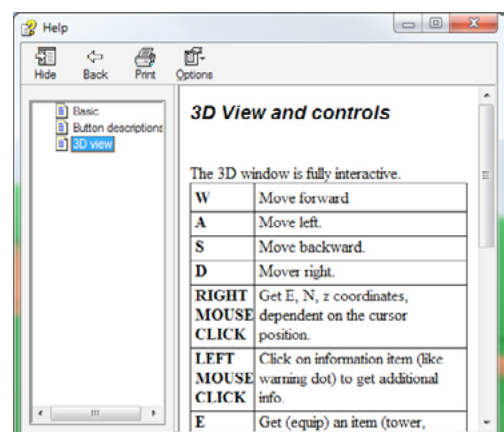 Help
Hide Back Print Options
Basic
Button descriptions
3D view
3D View and controls
The 3D window is fully interactive.
W Move forward
A Move left.
S Move backward.
D Mover right.
RIGHT Get E, N, z coordinates,
MOUSE dependent on the cursor
CLICK position.
LEFT Click on information item (like
MOUSE warning dot) to get additional
CLICK info.
E Get (equip) an item (tower,